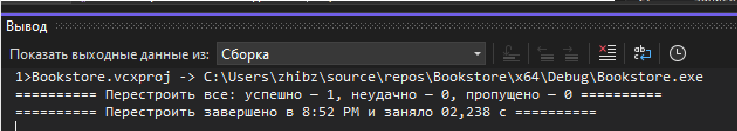 Вывод
Показать выходные данные из: Сборка
1>Bookstore.vcxproj -> C:\Users\zhibz\source\repos\Bookstore\x64\Debug\Bookstore.exe
========== Перестроить все: успешно – 1, неудачно – 0, пропущено – 0 ==========
========== Перестроить завершено в 8:52 PM и заняло 02,238 с ==========